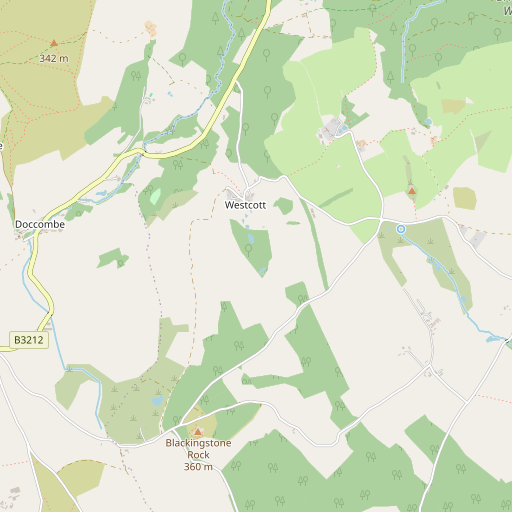 342 m
Westcott
Doccombe
B3212
Blackingstone
Rock
360 m